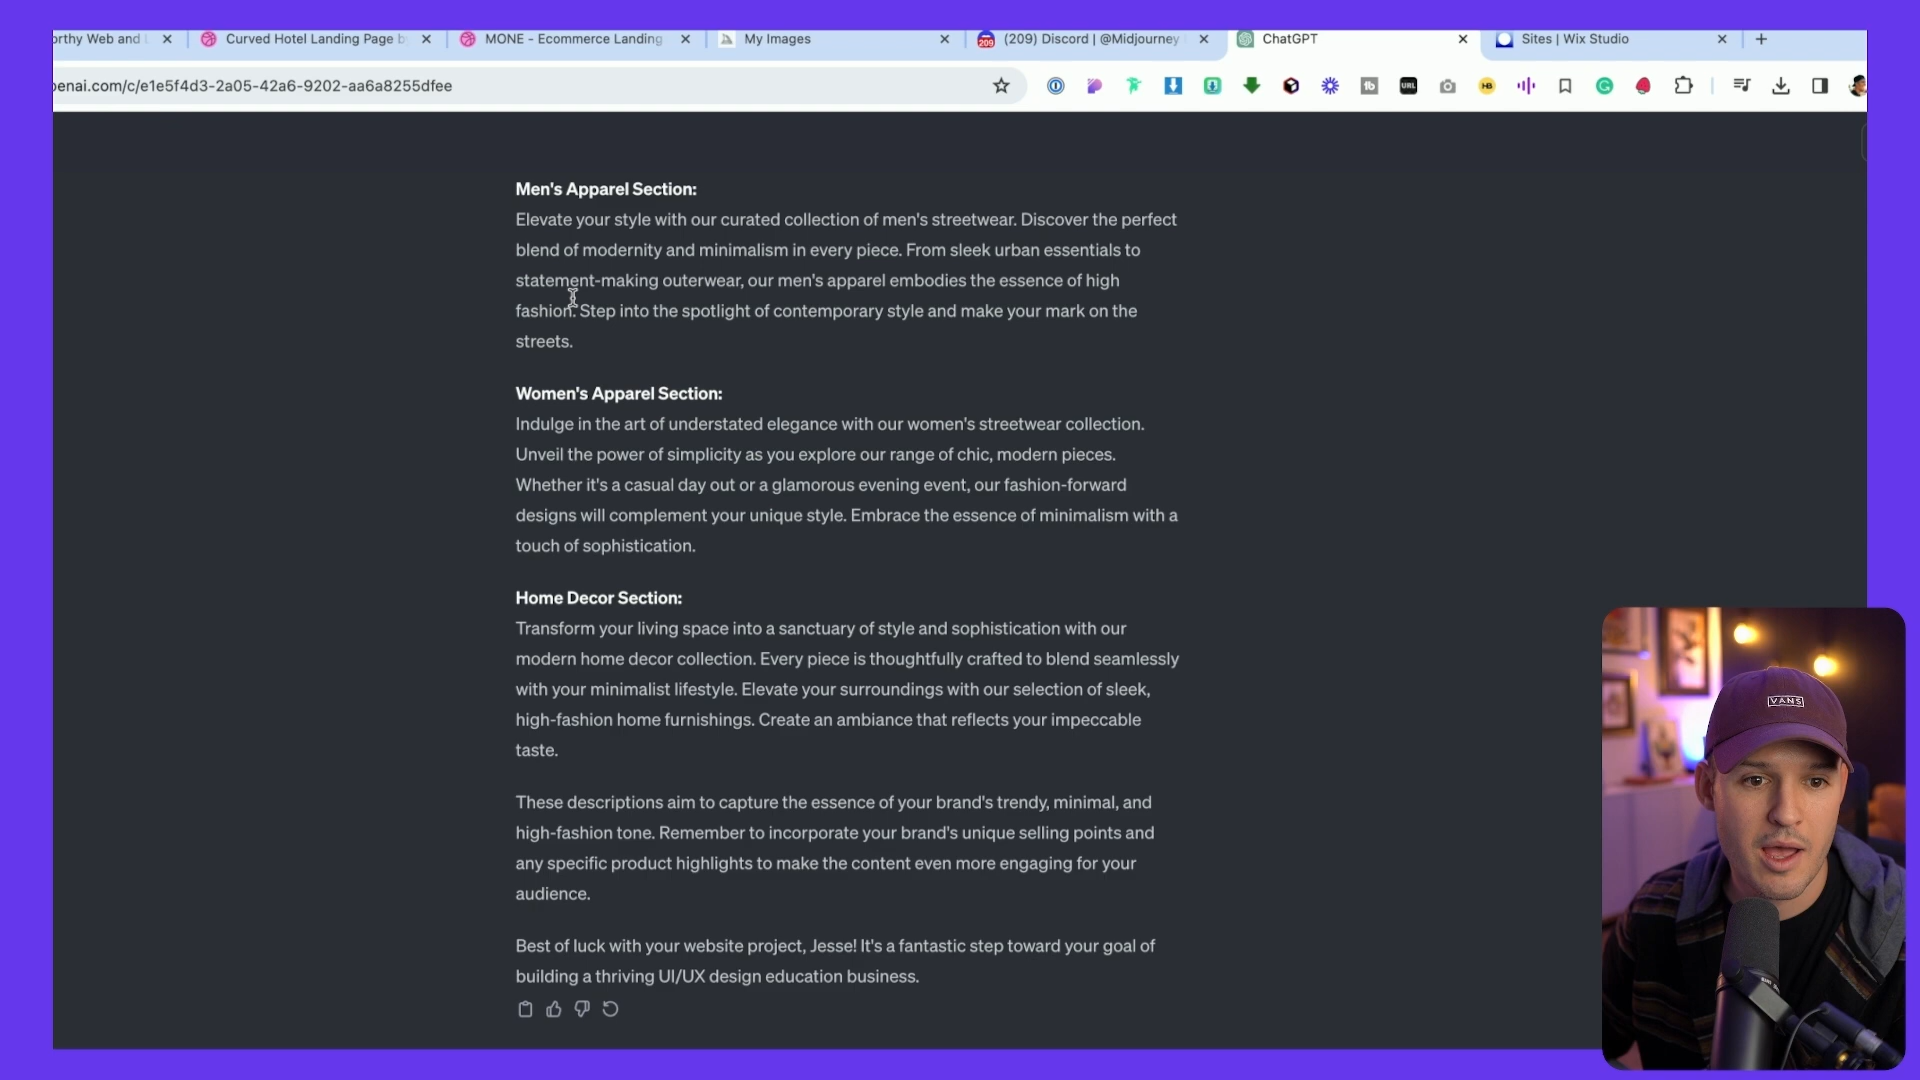 orthy Web and
Curved Hotel Landing Page b
MONE - Ecommerce Landing
My Images
(209) Discord | @Midjourney
ChatGPT
Sites | Wix Studio
enai.com/c/e1e5f4d3-2a05-42a6-9202-aa6a8255dfee
Men's Apparel Section:
Elevate your style with our curated collection of men's streetwear. Discover the perfect
blend of modernity and minimalism in every piece. From sleek urban essentials to
statement-making outerwear, our men's apparel embodies the essence of high
fashion. Step into the spotlight of contemporary style and make your mark on the
streets.
Women's Apparel Section:
Indulge in the art of understated elegance with our women's streetwear collection.
Unveil the power of simplicity as you explore our range of chic, modern pieces.
Whether it's a casual day out or a glamorous evening event, our fashion-forward
designs will complement your unique style. Embrace the essence of minimalism with a
touch of sophistication.
Home Decor Section:
Transform your living space into a sanctuary of style and sophistication with our
modern home decor collection. Every piece is thoughtfully crafted to blend seamlessly
with your minimalist lifestyle. Elevate your surroundings with our selection of sleek,
high-fashion home furnishings. Create an ambiance that reflects your impeccable
taste.
These descriptions aim to capture the essence of your brand's trendy, minimal, and
high-fashion tone. Remember to incorporate your brand's unique selling points and
any specific product highlights to make the content even more engaging for your
audience.
Best of luck with your website project, Jesse! It's a fantastic step toward your goal of
building a thriving UI/UX design education business.
VANS